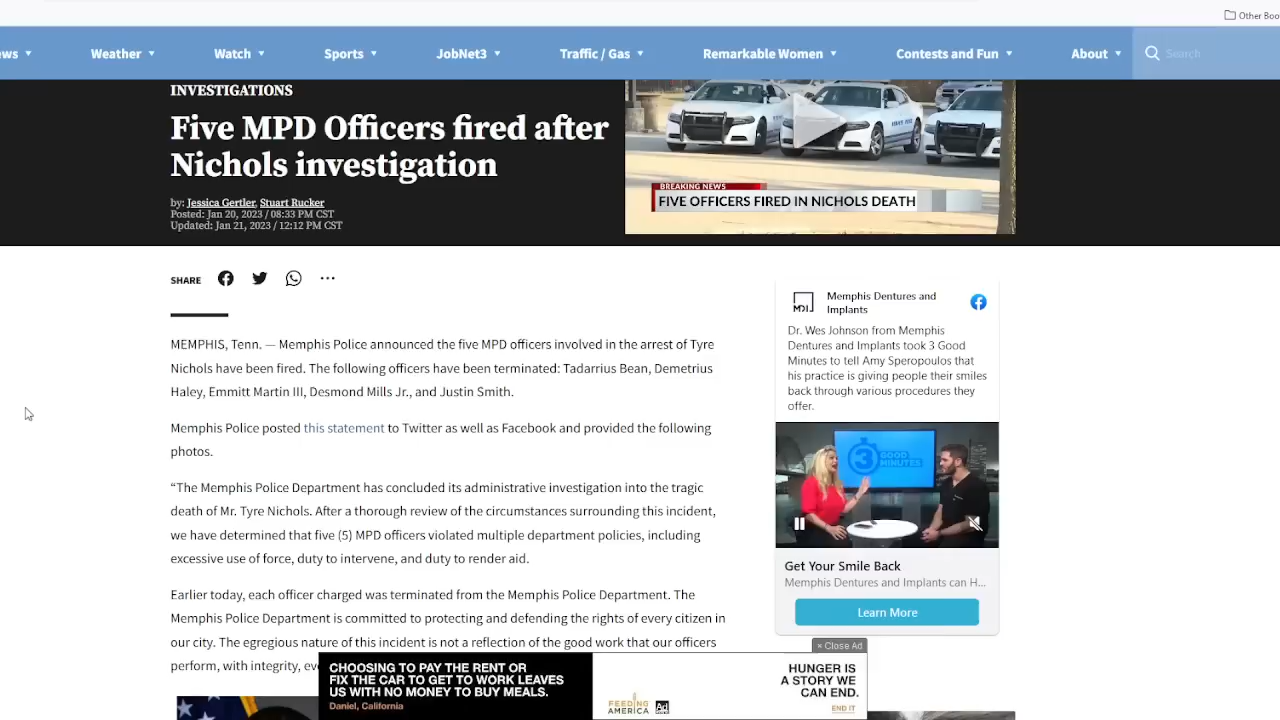 Other Boo
ws
Weather
Watch
Sports
JobNet3
Traffic / Gas
Remarkable Women
Contests and Fun
About
Search
INVESTIGATIONS
Five MPD Officers fired after
Nichols investigation
by: Jessica Gertler, Stuart Rucker
Posted: Jan 20, 2023 / 08:33 PM CST
Updated: Jan 21, 2023 / 12:12 PM CST
BREAKING NEWS
FIVE OFFICERS FIRED IN NICHOLS DEATH
SHARE
MEMPHIS, Tenn. — Memphis Police announced the five MPD officers involved in the arrest of Tyre
Nichols have been fired. The following officers have been terminated: Tadarrius Bean, Demetrius
Haley, Emmitt Martin III, Desmond Mills Jr., and Justin Smith.
Memphis Police posted this statement to Twitter as well as Facebook and provided the following
photos.
“The Memphis Police Department has concluded its administrative investigation into the tragic
death of Mr. Tyre Nichols. After a thorough review of the circumstances surrounding this incident,
we have determined that five (5) MPD officers violated multiple department policies, including
excessive use of force, duty to intervene, and duty to render aid.
Earlier today, each officer charged was terminated from the Memphis Police Department. The
Memphis Police Department is committed to protecting and defending the rights of every citizen in
our city. The egregious nature of this incident is not a reflection of the good work that our officers
perform, with integrity, ev
MDI
Memphis Dentures and
Implants
Dr. Wes Johnson from Memphis
Dentures and Implants took 3 Good
Minutes to tell Amy Speropoulos that
his practice is giving people their smiles
back through various procedures they
offer.
3 GOOD
MINUTES
Get Your Smile Back
Memphis Dentures and Implants can H...
Learn More
× Close Ad
CHOOSING TO PAY THE RENT OR
FIX THE CAR TO GET TO WORK LEAVES
US WITH NO MONEY TO BUY MEALS.
Daniel, California
FEEDING
AMERICA
Ad
HUNGER IS
A STORY WE
CAN END.
END IT